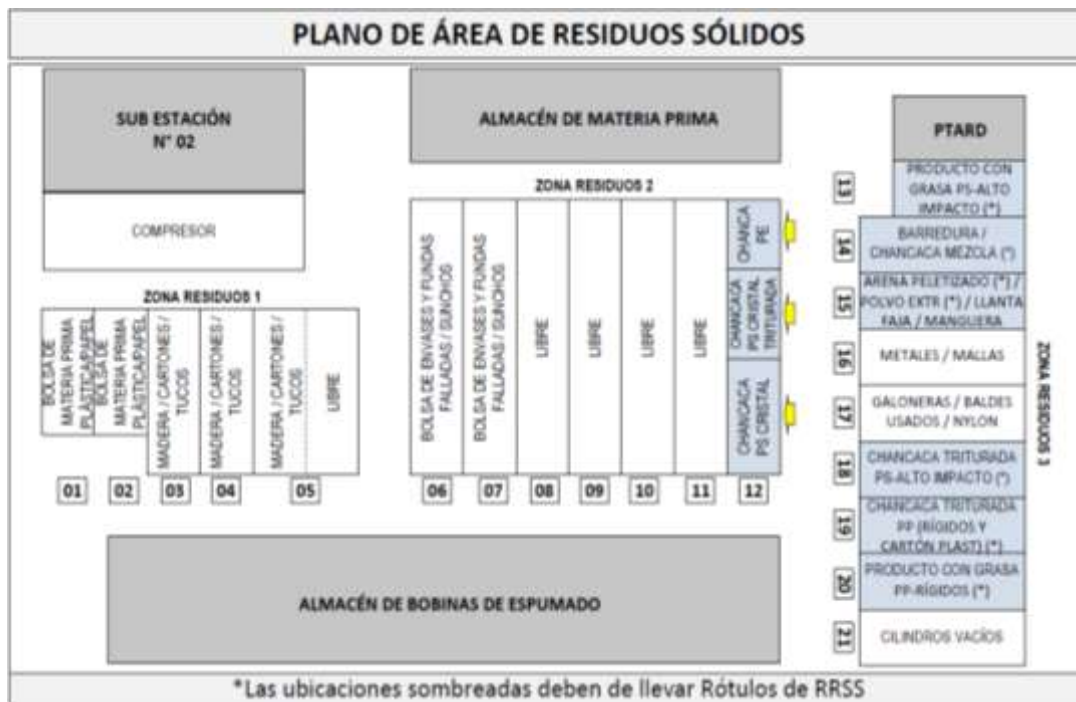 PLANO DE ÁREA DE RESIDUOS SÓLIDOS
SUB ESTACIÓN
N° 02
COMPRESOR
ZONA RESIDUOS 1
BOLSA DE
MATERIA PRIMA
PLÁSTICA/PAPEL
BOLSA DE
MATERIA PRIMA
PLÁSTICA/PAPEL
MADERA / CARTONES /
TUCOS
MADERA / CARTONES /
TUCOS
MADERA / CARTONES /
TUCOS
LIBRE
01
02
03
04
05
ALMACÉN DE MATERIA PRIMA
ZONA RESIDUOS 2
BOLSA DE ENVASES Y FUNDAS
FALLADAS / SUNCHOS
BOLSA DE ENVASES Y FUNDAS
FALLADAS / SUNCHOS
LIBRE
LIBRE
LIBRE
LIBRE
CHANCA
PE
CHANCACA
PS CRISTAL
TRITURADA
CHANCACA
PS CRISTAL
06
07
08
09
10
11
12
ALMACÉN DE BOBINAS DE ESPUMADO
PTARD
13
PRODUCTO CON
GRASA PS-ALTO
IMPACTO (*)
14
BARREDURA /
CHANCACA MEZCLA (*)
15
ARENA PELETIZADO (*) /
POLVO EXTR (*) / LLANTA
FAJA / MANGUERA
16
METALES / MALLAS
17
GALONERAS / BALDES
USADOS / NYLON
18
CHANCACA TRITURADA
PS-ALTO IMPACTO (*)
19
CHANCACA TRITURADA
PP (RÍGIDOS Y
CARTÓN PLAST) (*)
20
PRODUCTO CON GRASA
PP-RÍGIDOS (*)
21
CILINDROS VACÍOS
ZONA RESIDUOS 3
*Las ubicaciones sombreadas deben de llevar Rótulos de RRSS